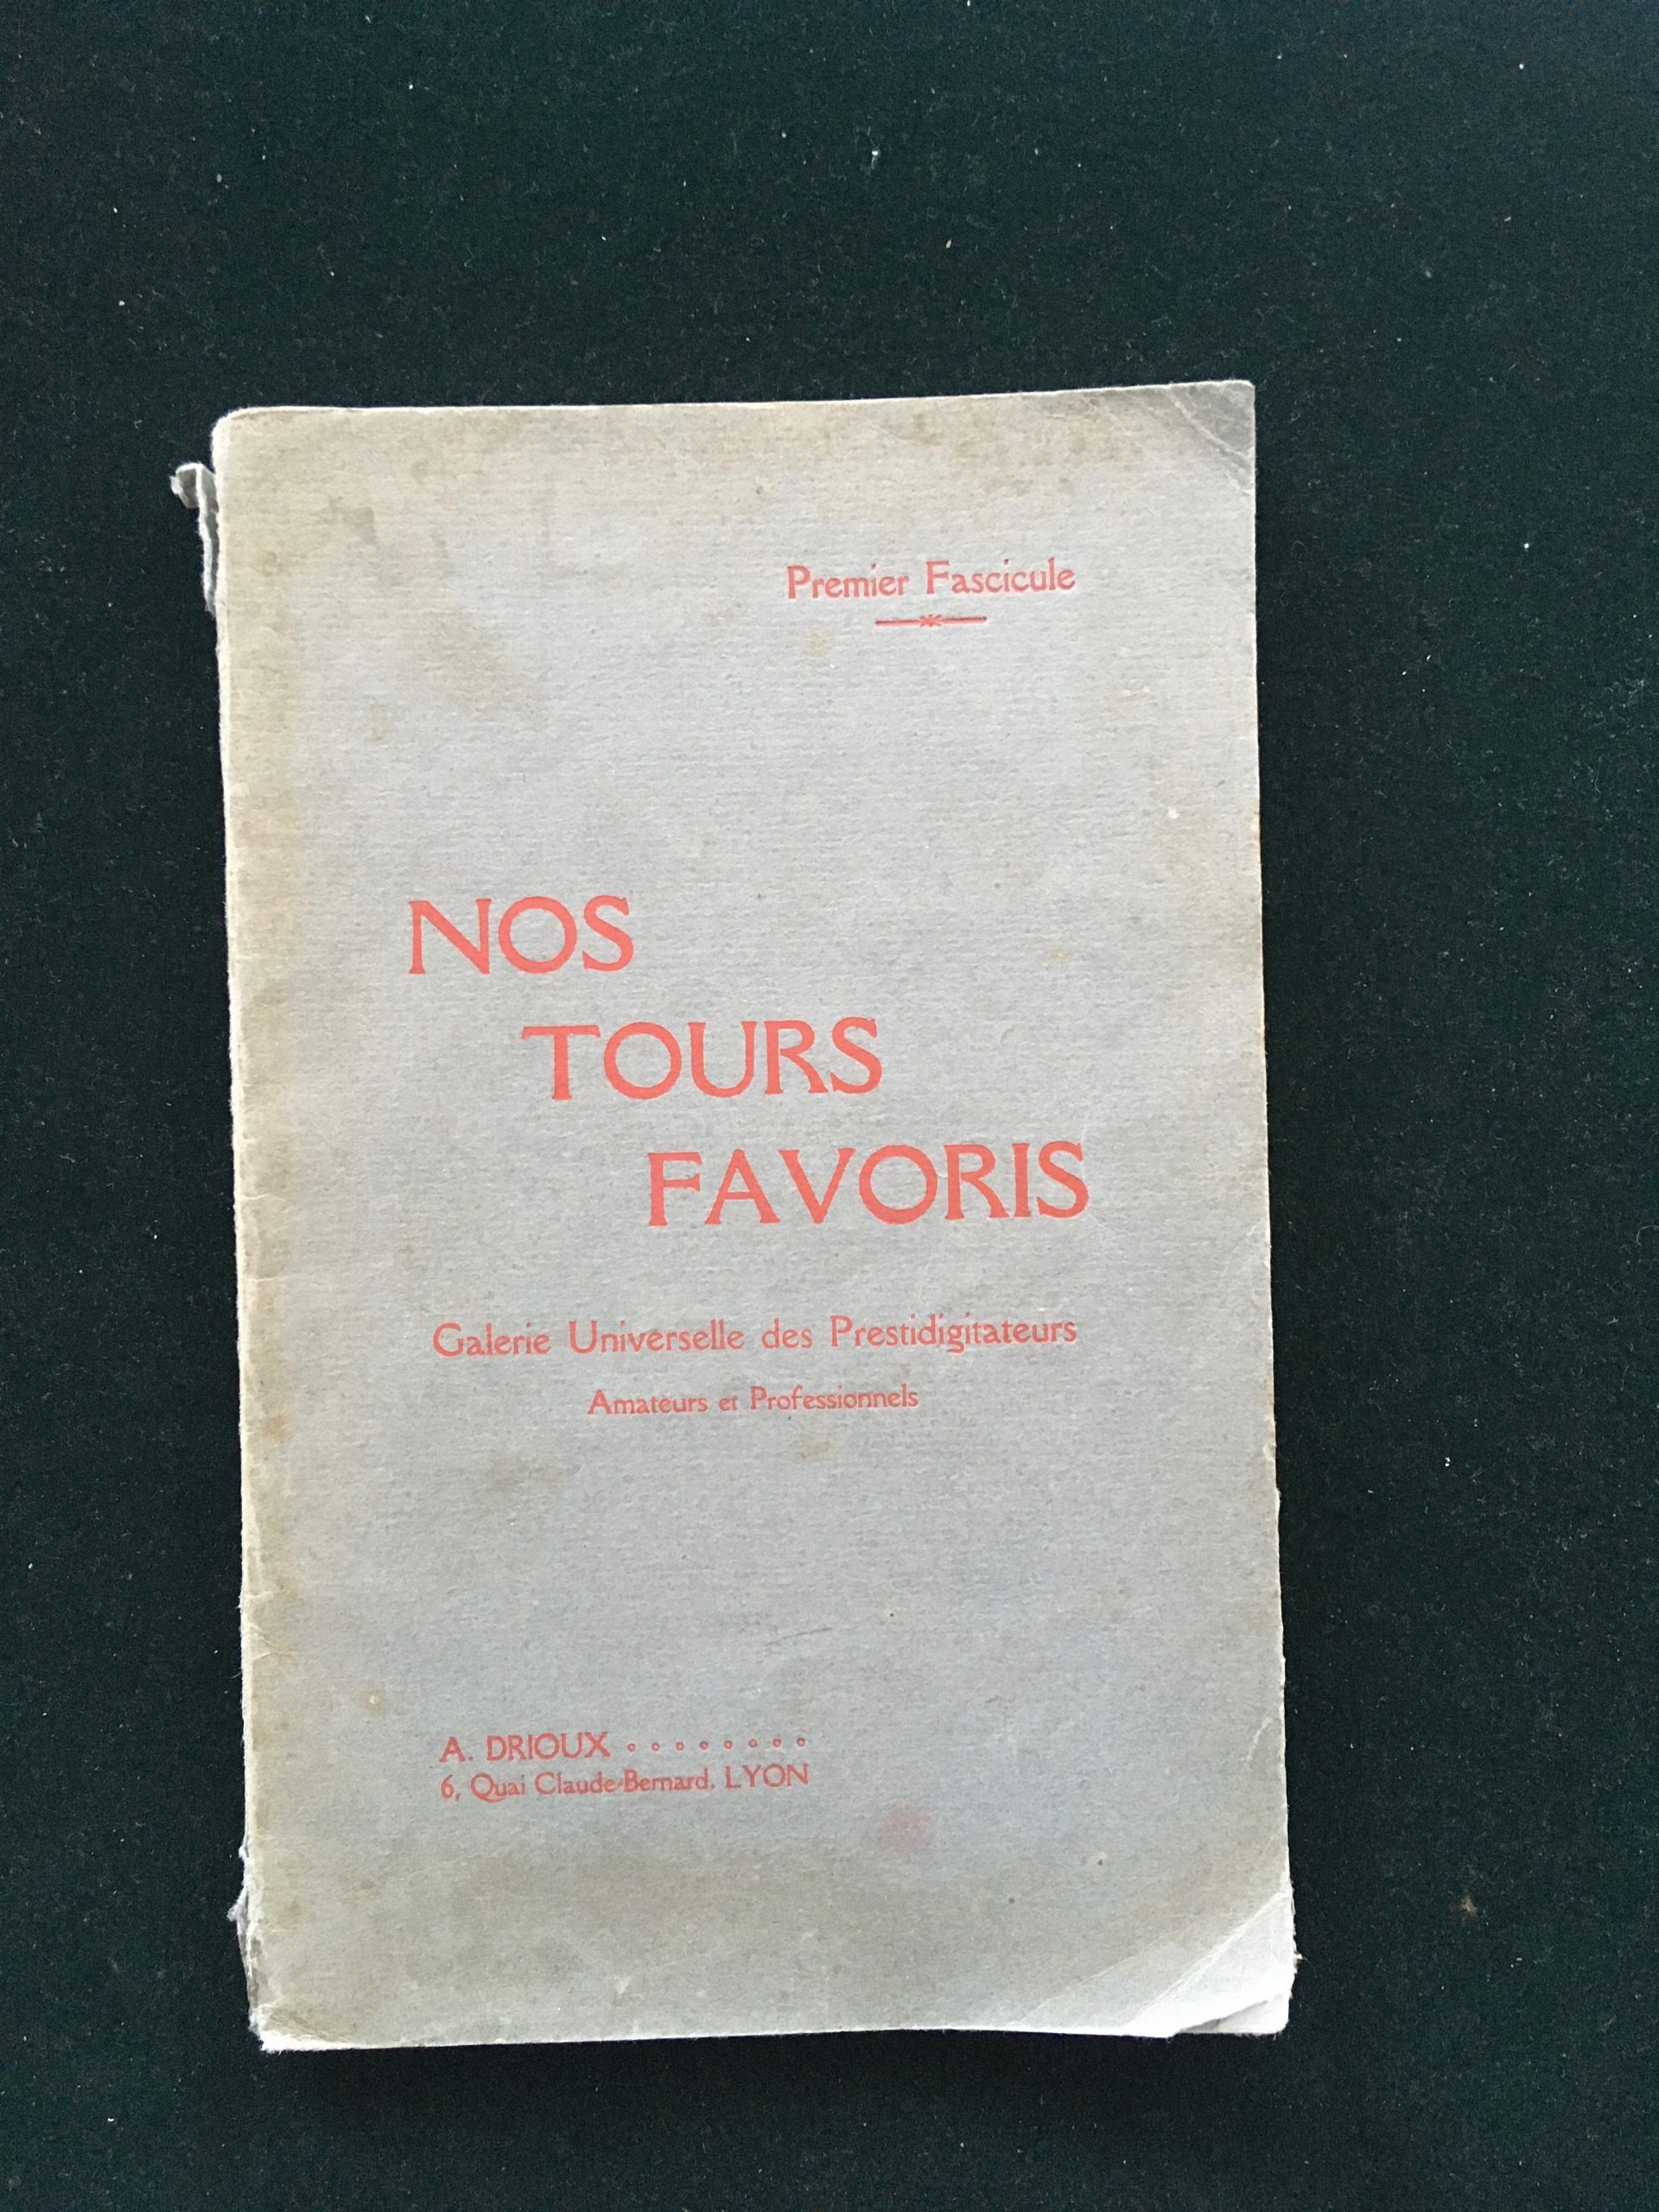 Premier Fascicule
NOS
TOURS
FAVORIS
Galerie Universelle des Prestidigitateurs
Amateurs et Professionnels
A. DRIOUX
6, Quai Claude-Bernard, LYON